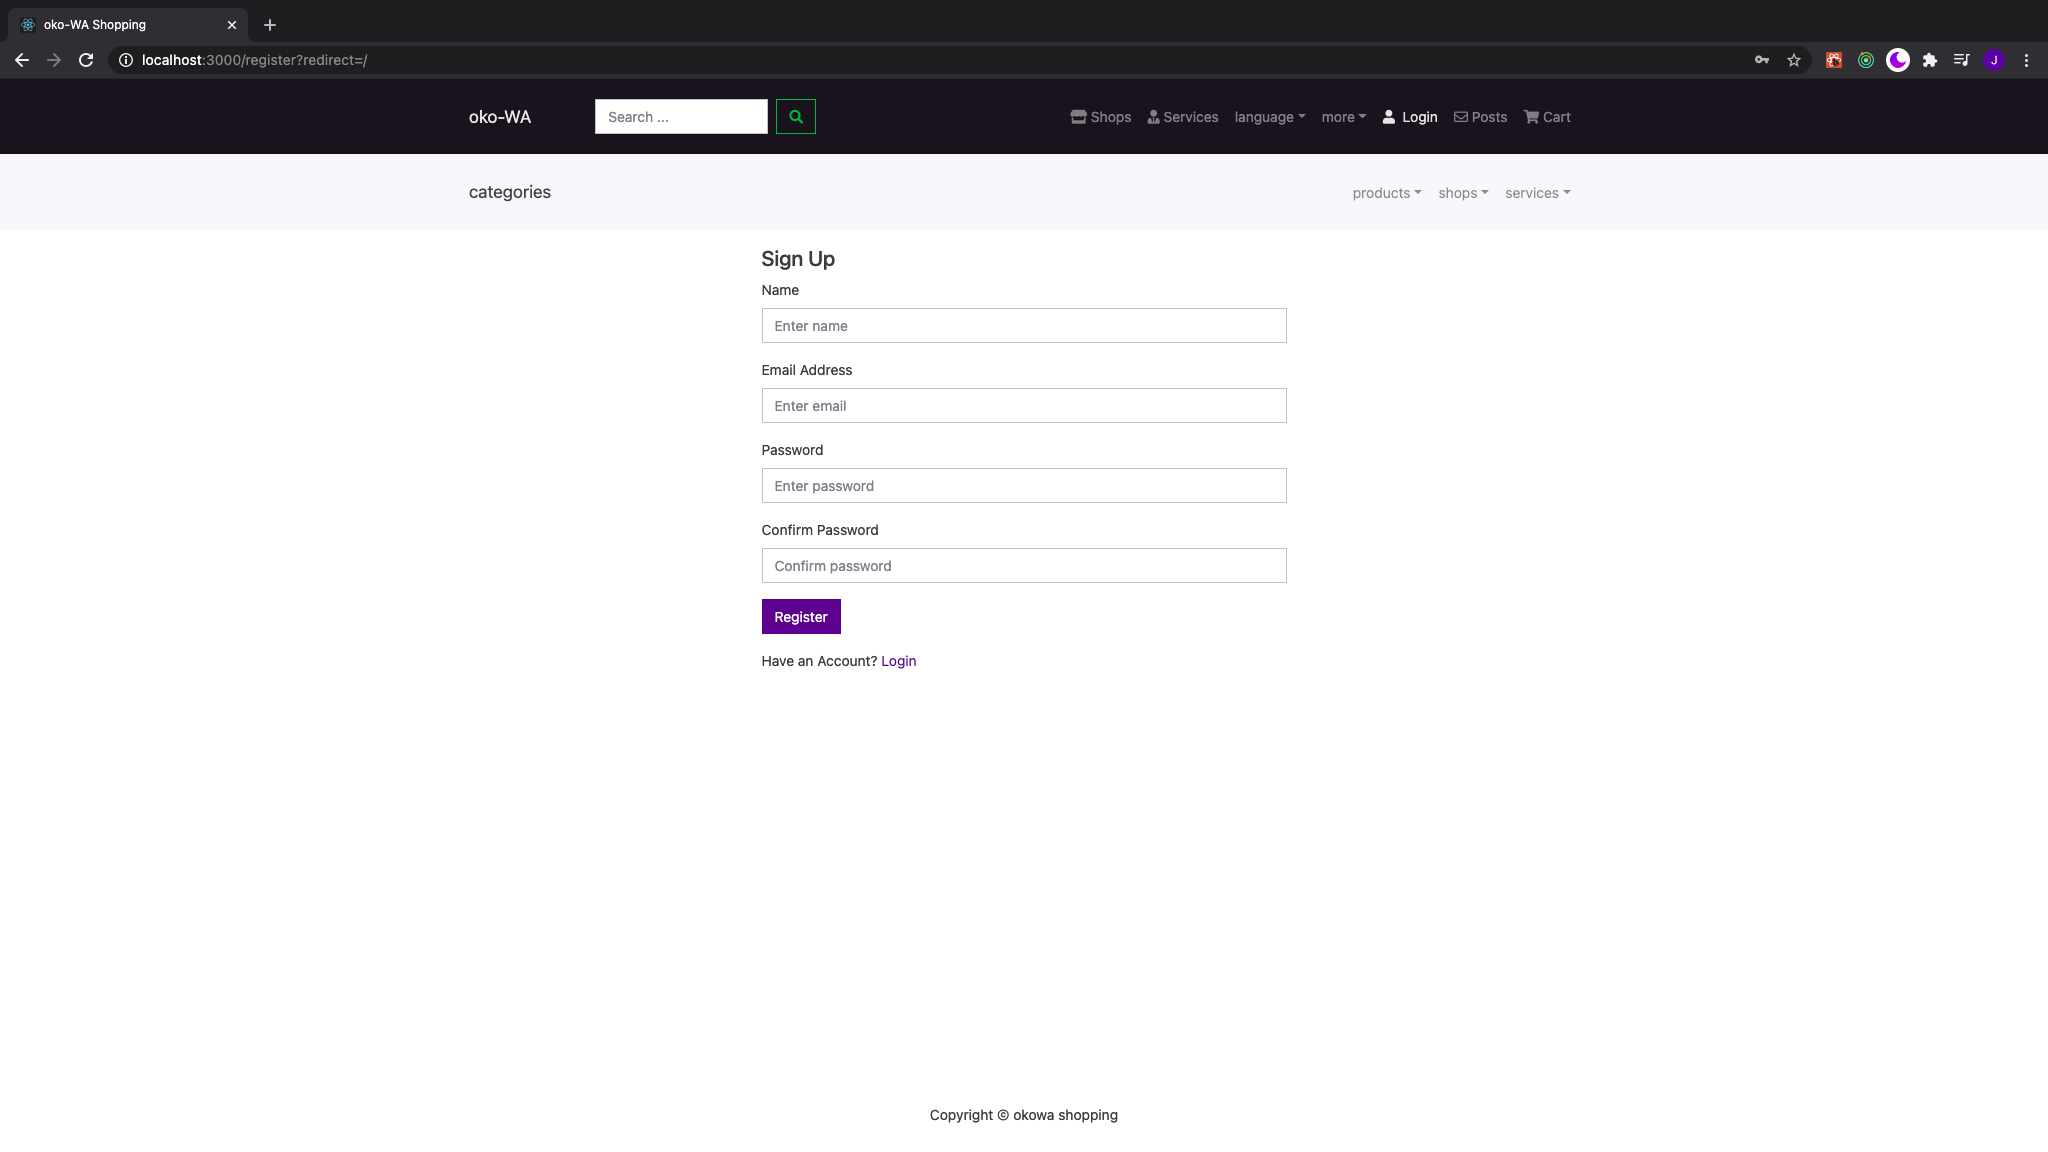 oko-WA Shopping
localhost:3000/register?redirect=/
J
oko-WA
Search ...
Shops
Services
language
more
Login
Posts
Cart
categories
products
shops
services
Sign Up
Name
Enter name
Email Address
Enter email
Password
Enter password
Confirm Password
Confirm password
Register
Have an Account? Login
Copyright © okowa shopping